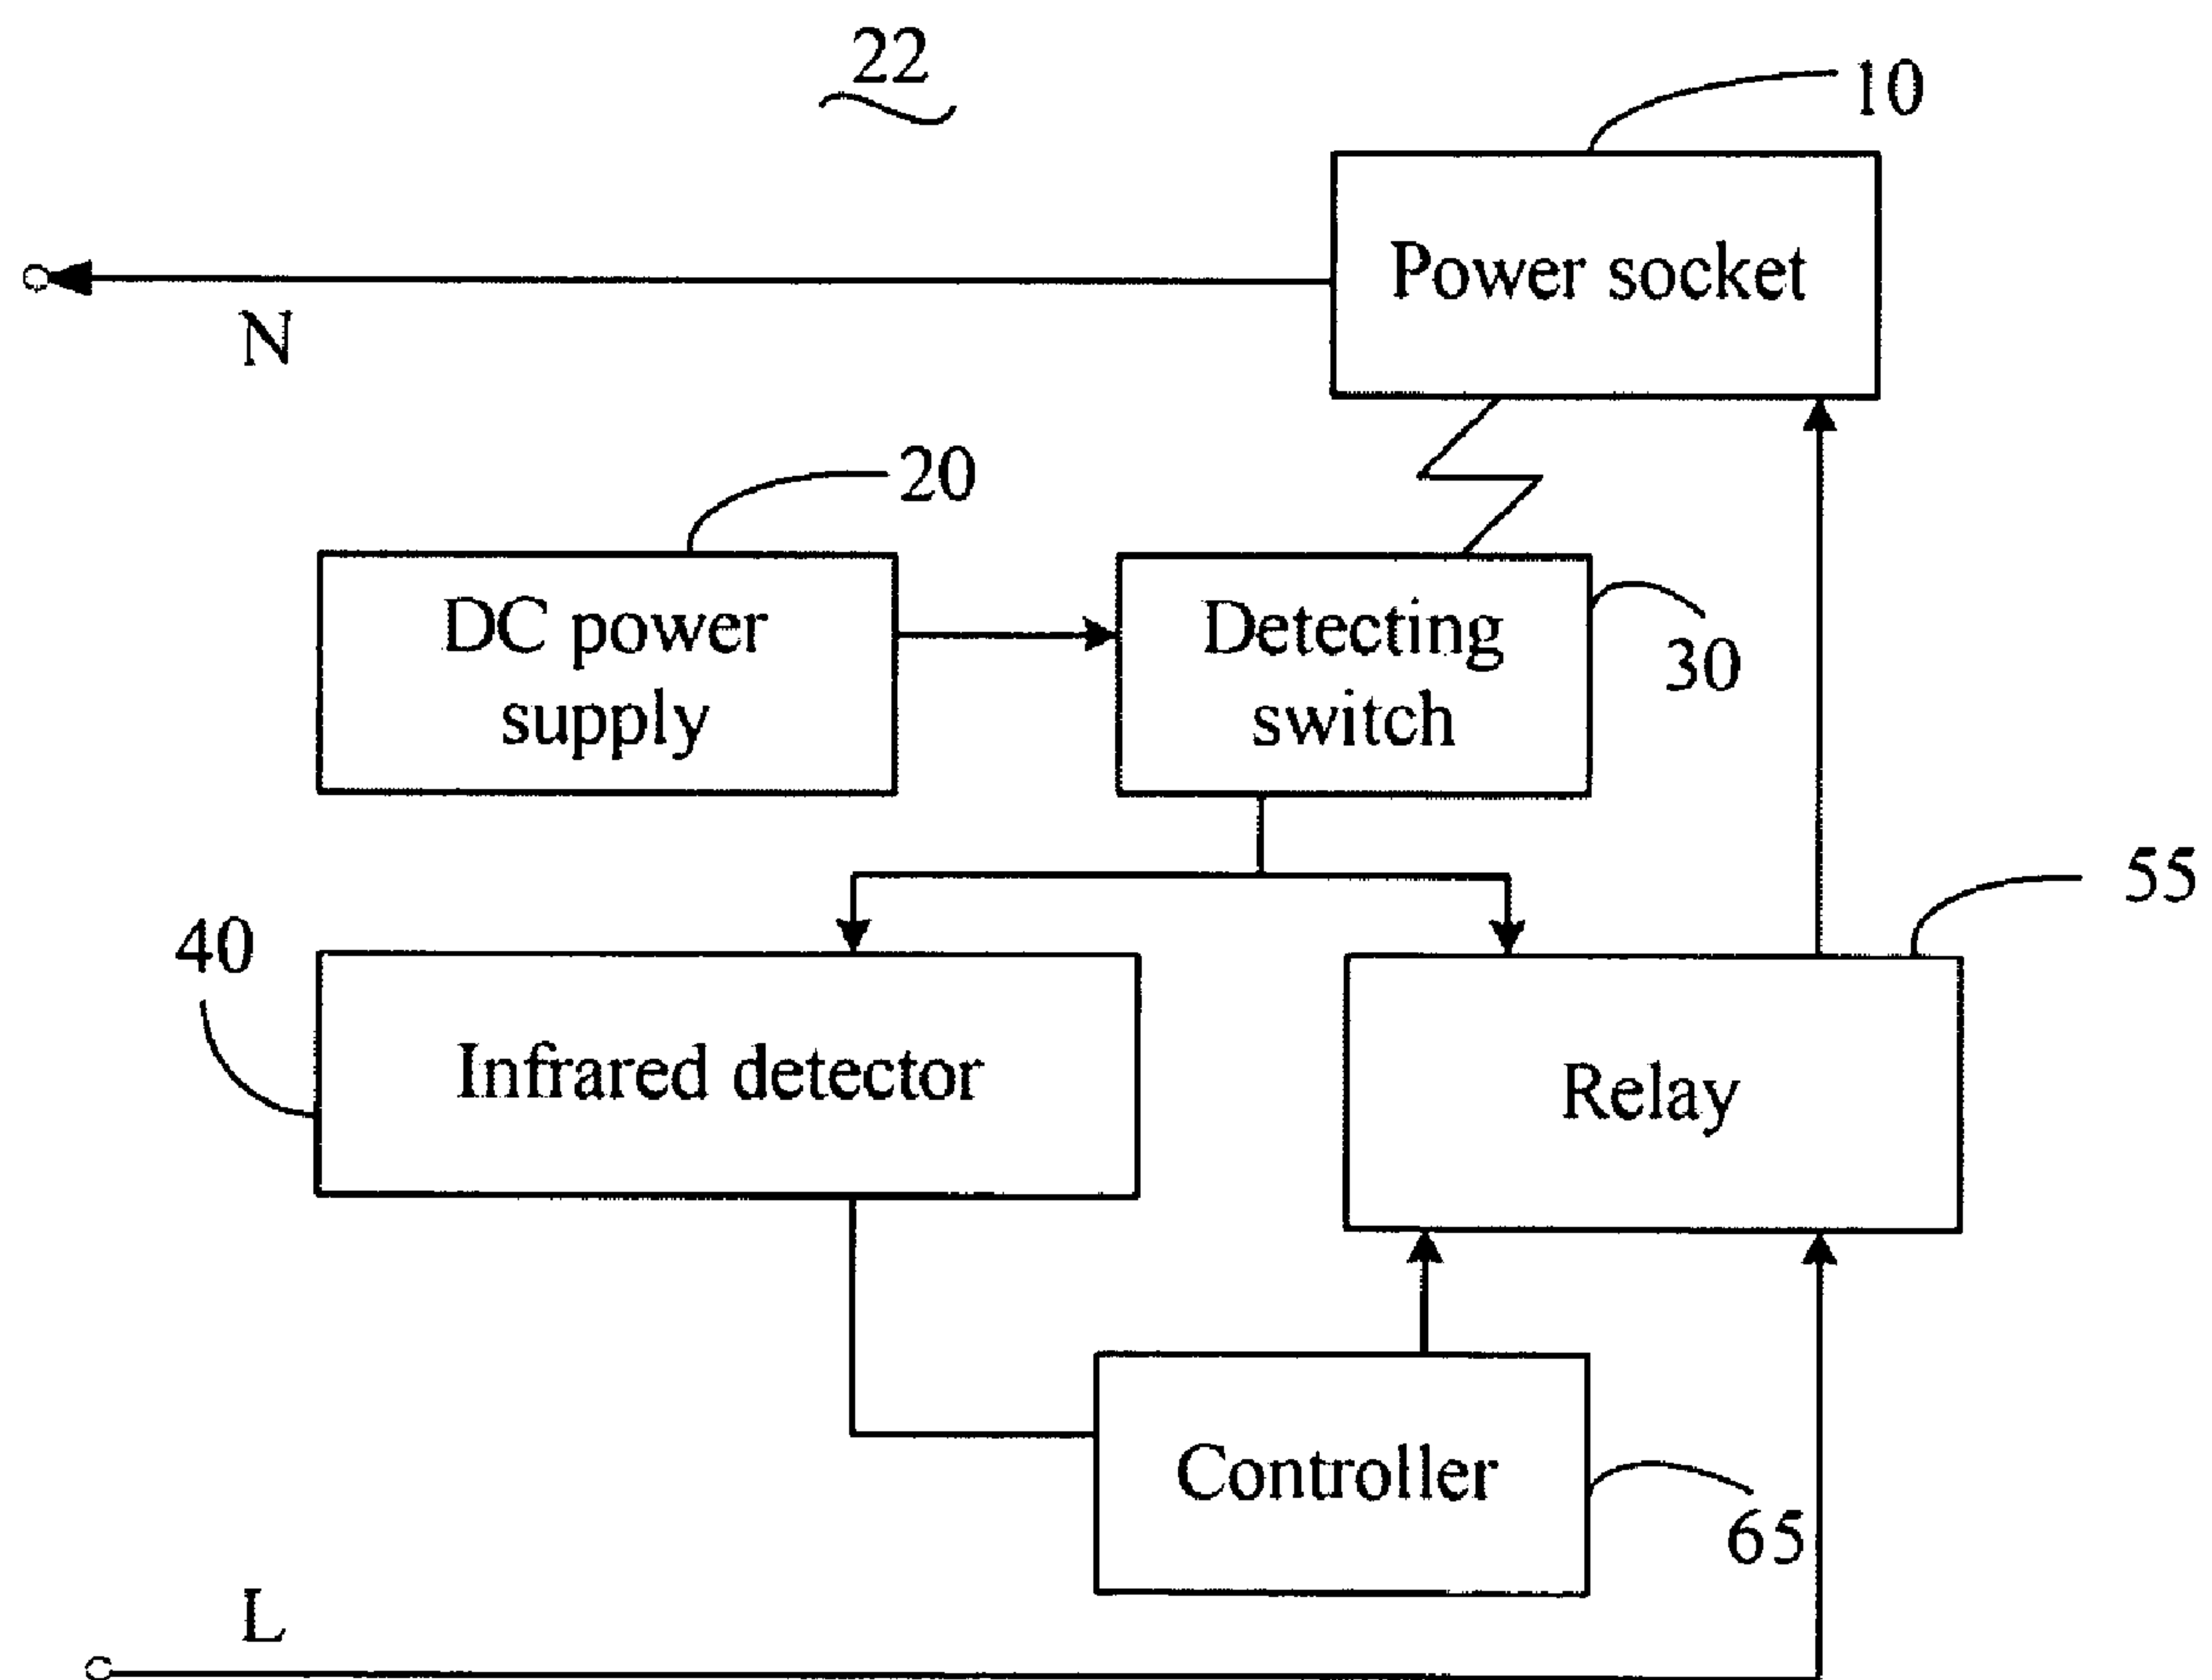 22
10
Power socket
N
20
DC power
supply
Detecting
switch
30
55
40
Infrared detector
Relay
Controller
65
L